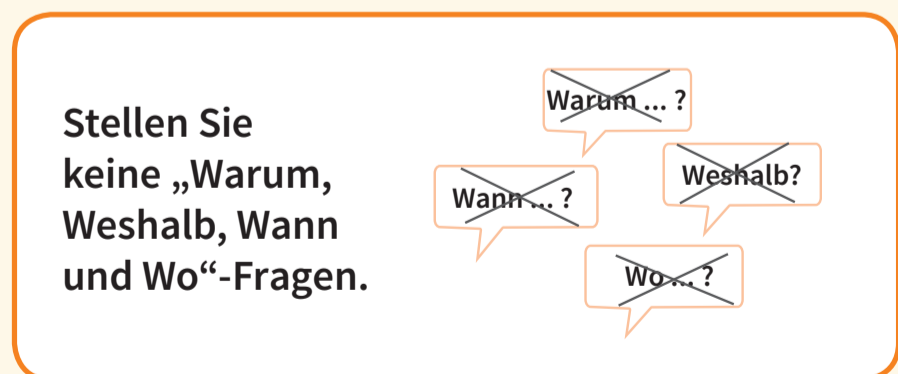 Stellen Sie
keine „Warum,
Weshalb, Wann
und Wo“-Fragen.
Warum ... ?
Weshalb?
Wann ... ?
Wo ... ?